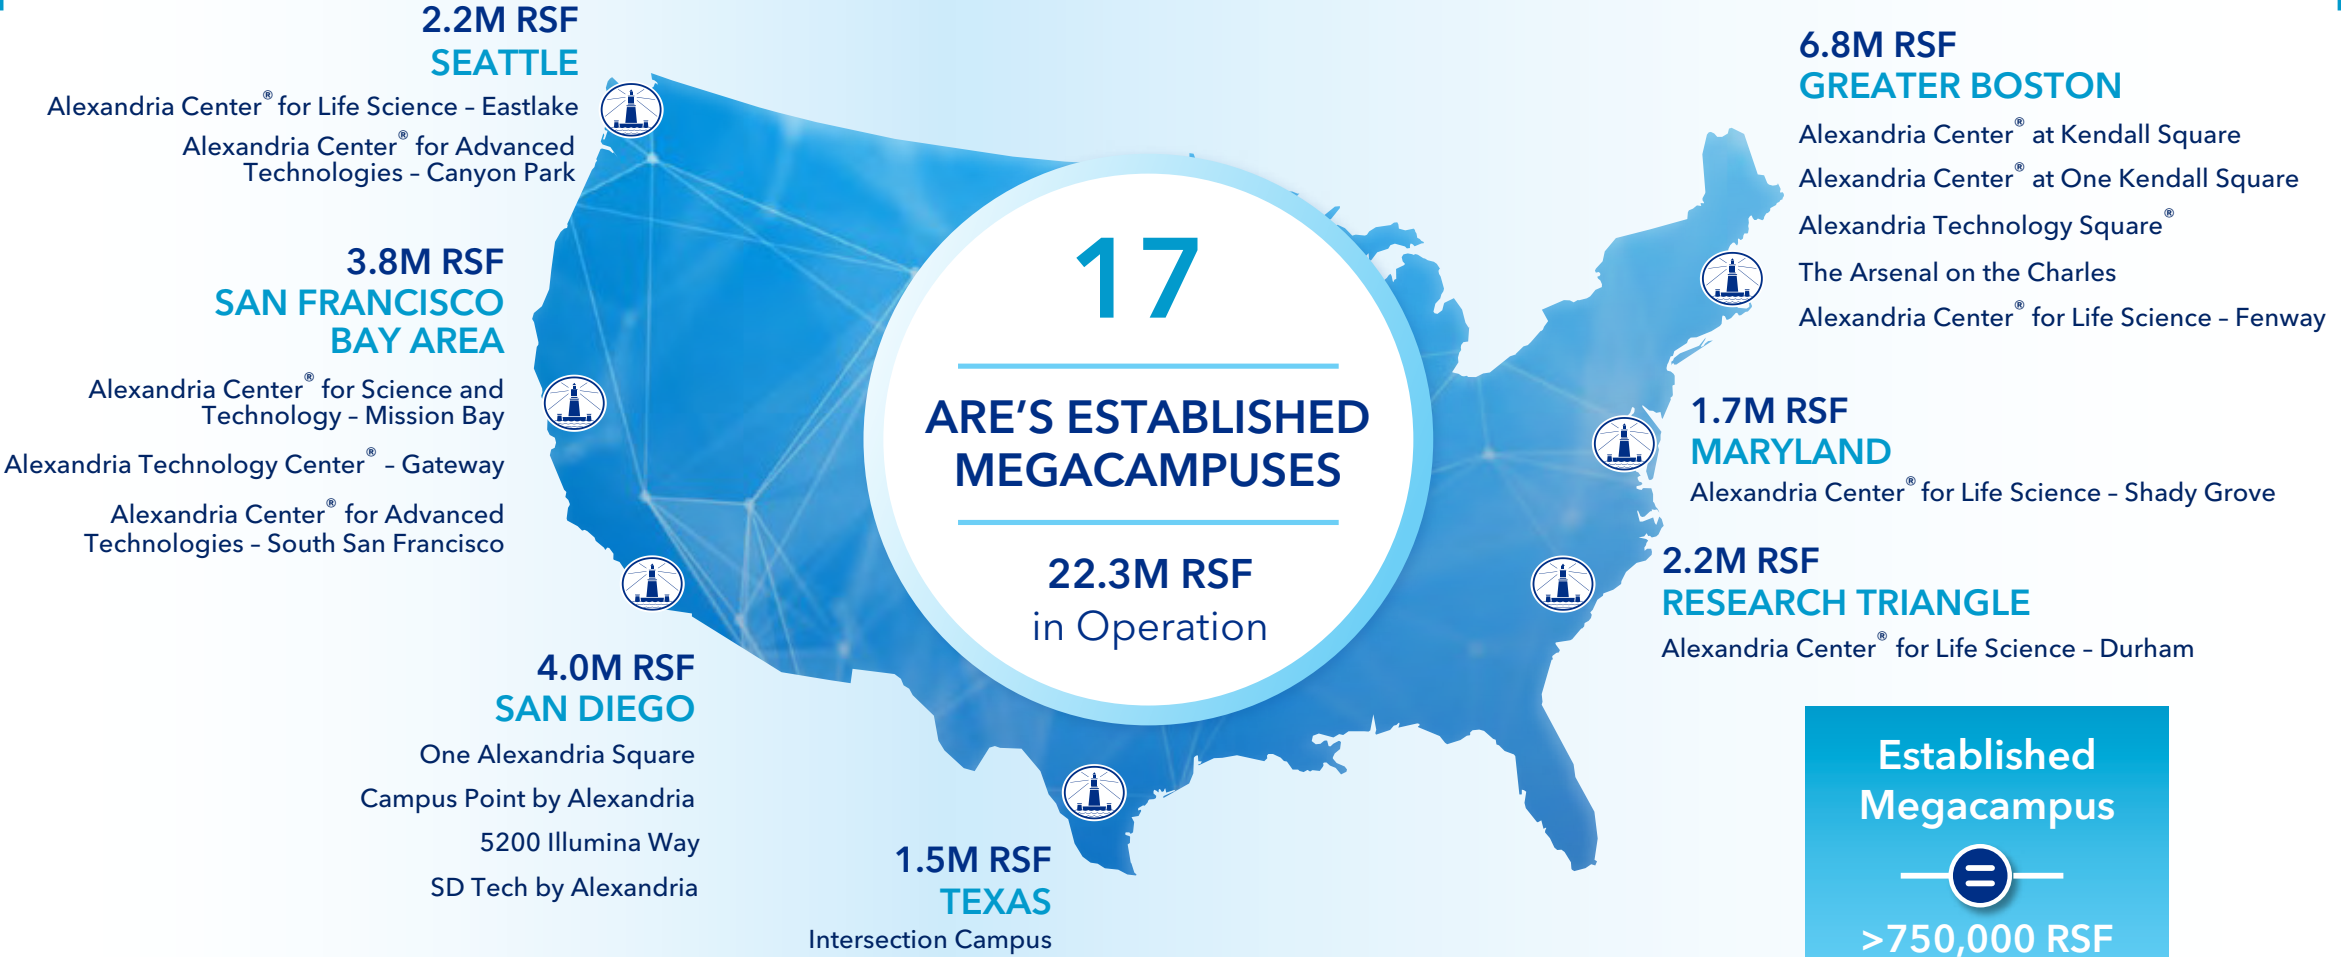 2.2M RSF
SEATTLE
Alexandria Center® for Life Science – Eastlake
Alexandria Center® for Advanced
Technologies – Canyon Park
3.8M RSF
SAN FRANCISCO
BAY AREA
Alexandria Center® for Science and
Technology – Mission Bay
Alexandria Technology Center® – Gateway
Alexandria Center® for Advanced
Technologies – South San Francisco
4.0M RSF
SAN DIEGO
One Alexandria Square
Campus Point by Alexandria
5200 Illumina Way
SD Tech by Alexandria
1.5M RSF
TEXAS
Intersection Campus
17
ARE’S ESTABLISHED
MEGACAMPUSES
22.3M RSF
in Operation
6.8M RSF
GREATER BOSTON
Alexandria Center® at Kendall Square
Alexandria Center® at One Kendall Square
Alexandria Technology Square®
The Arsenal on the Charles
Alexandria Center® for Life Science – Fenway
1.7M RSF
MARYLAND
Alexandria Center® for Life Science – Shady Grove
2.2M RSF
RESEARCH TRIANGLE
Alexandria Center® for Life Science – Durham
Established
Megacampus
=
>750,000 RSF